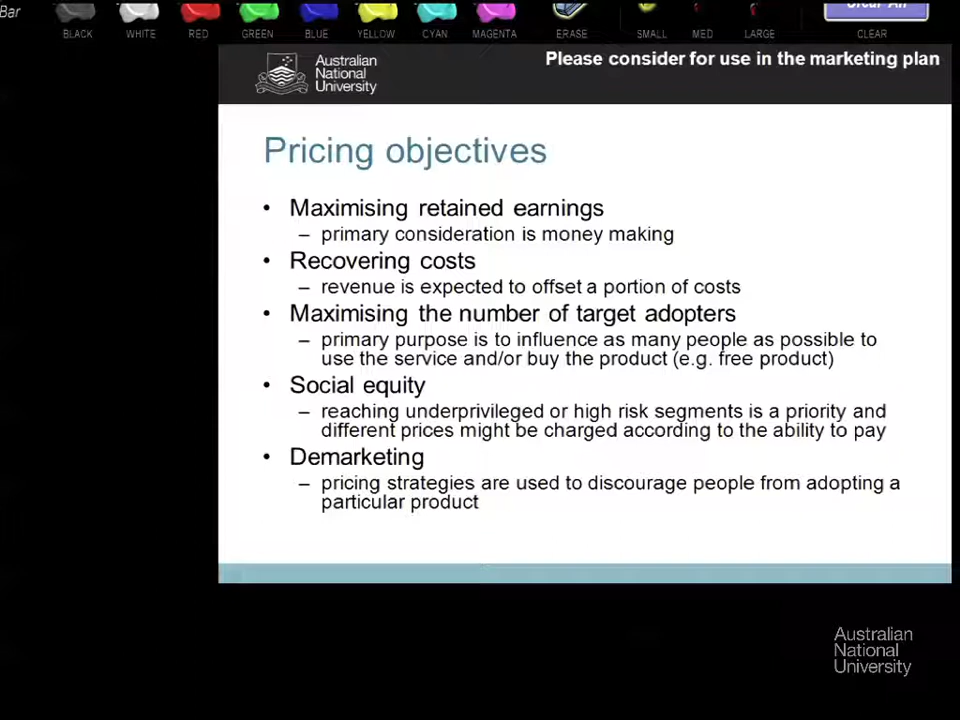 Bar
BLACK WHITE RED GREEN BLUE YELLOW CYAN MAGENTA ERASE SMALL MED LARGE CLEAR
Australian
National
University
Please consider for use in the marketing plan
Pricing objectives
• Maximising retained earnings
– primary consideration is money making
• Recovering costs
– revenue is expected to offset a portion of costs
• Maximising the number of target adopters
– primary purpose is to influence as many people as possible to
use the service and/or buy the product (e.g. free product)
• Social equity
– reaching underprivileged or high risk segments is a priority and
different prices might be charged according to the ability to pay
• Demarketing
– pricing strategies are used to discourage people from adopting a
particular product
Australian
National
University